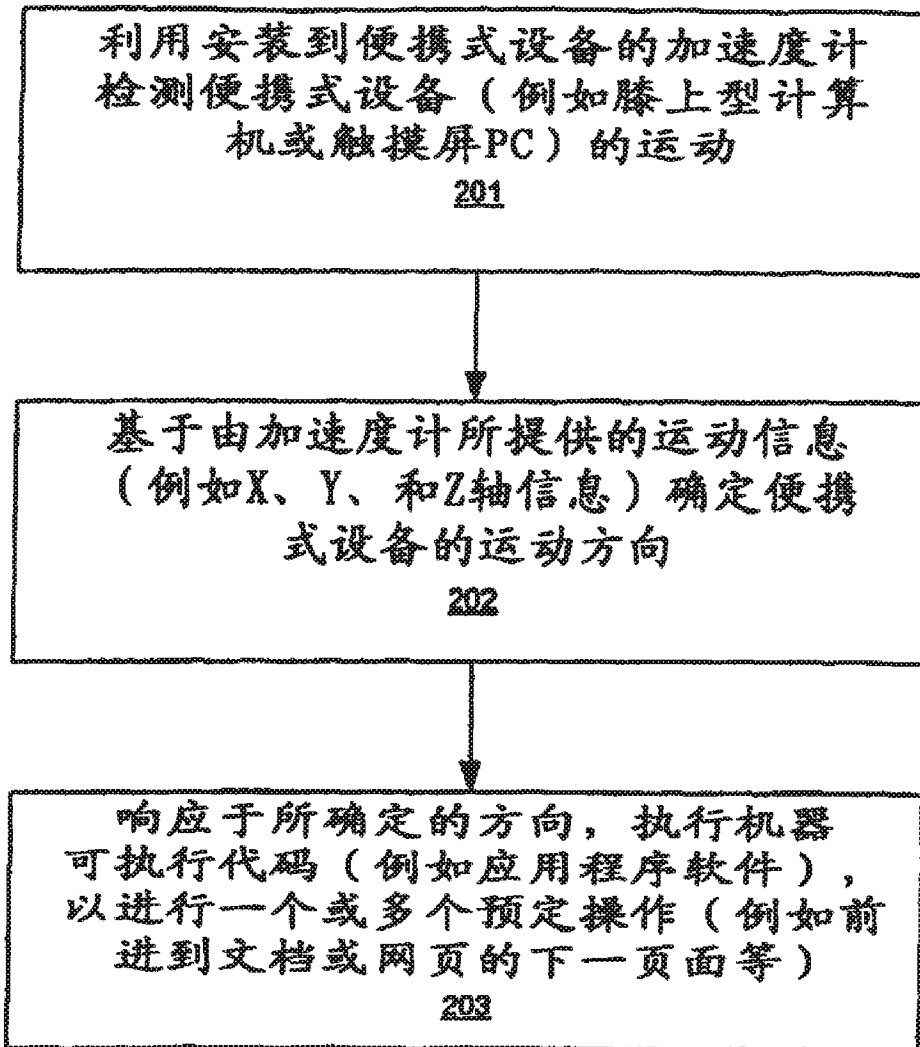 利用安装到便携式设备的加速度计
检测便携式设备（例如膝上型计算
机或触摸屏PC）的运动
201
基于由加速度计所提供的运动信息
（例如X、Y、和Z轴信息）确定便携
式设备的运动方向
202
响应于所确定的方向，执行机器
可执行代码（例如应用程序软件），
以进行一个或多个预定操作（例如前
进到文档或网页的下一页面等）
203